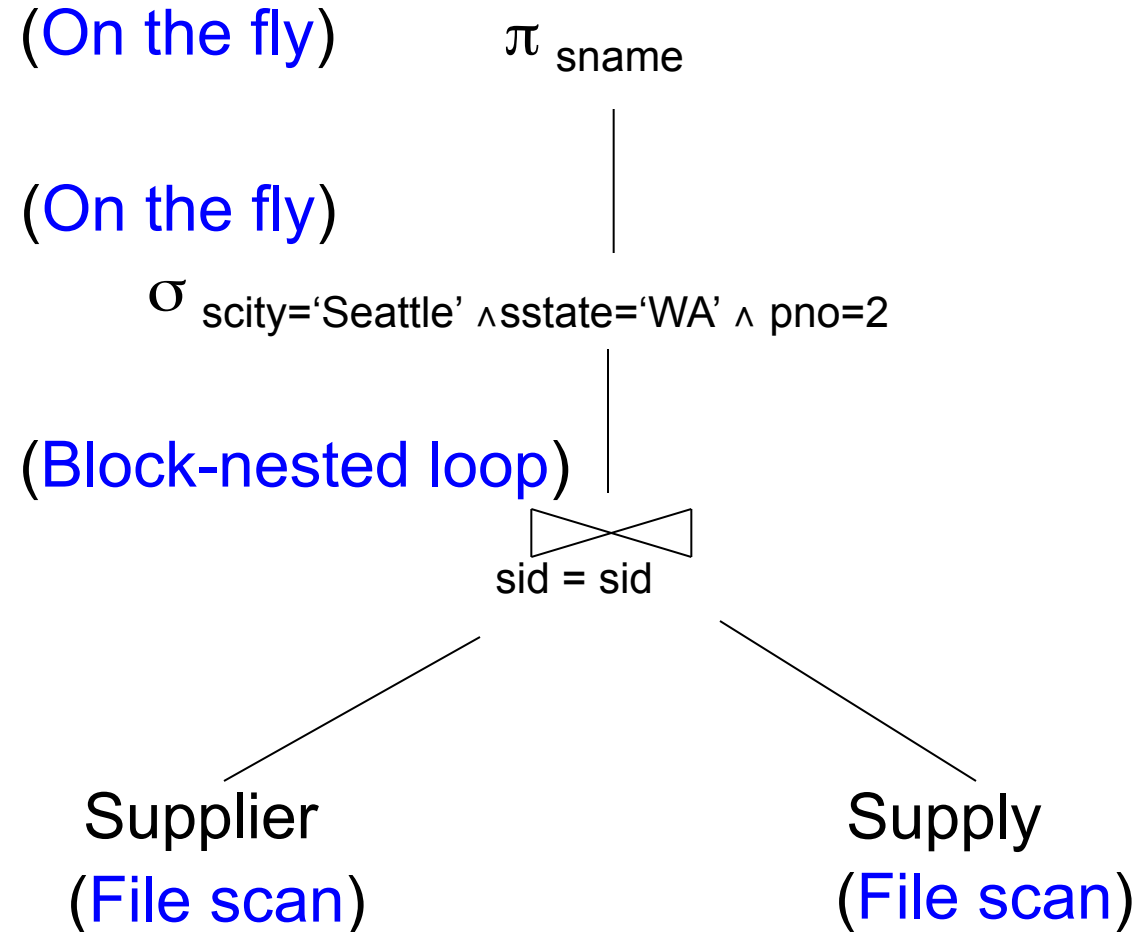 (On the fly) π sname
(On the fly)
σ scity=‘Seattle’ ∧sstate=‘WA’ ∧ pno=2
(Block-nested loop)
sid = sid
Supplier Supply
(File scan) (File scan)